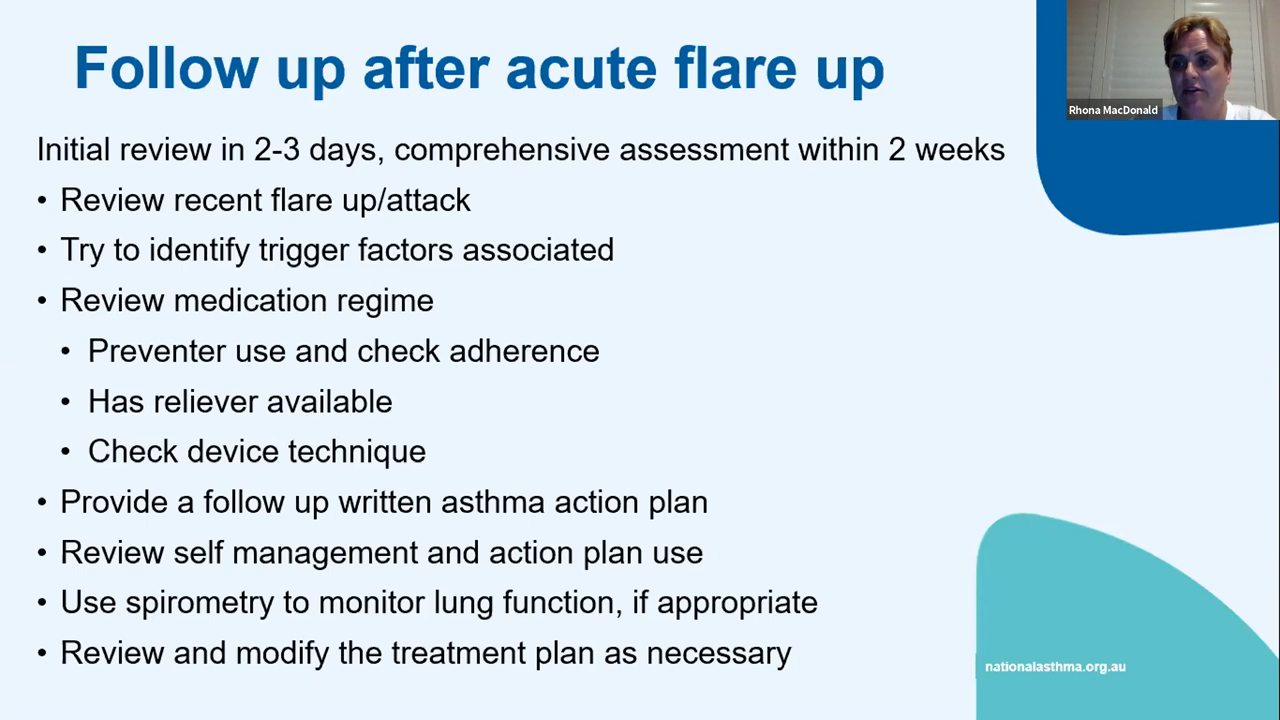 Follow up after acute flare up
Rhona MacDonald
Initial review in 2-3 days, comprehensive assessment within 2 weeks
• Review recent flare up/attack
• Try to identify trigger factors associated
• Review medication regime
• Preventer use and check adherence
• Has reliever available
• Check device technique
• Provide a follow up written asthma action plan
• Review self management and action plan use
• Use spirometry to monitor lung function, if appropriate
• Review and modify the treatment plan as necessary
nationalasthma.org.au